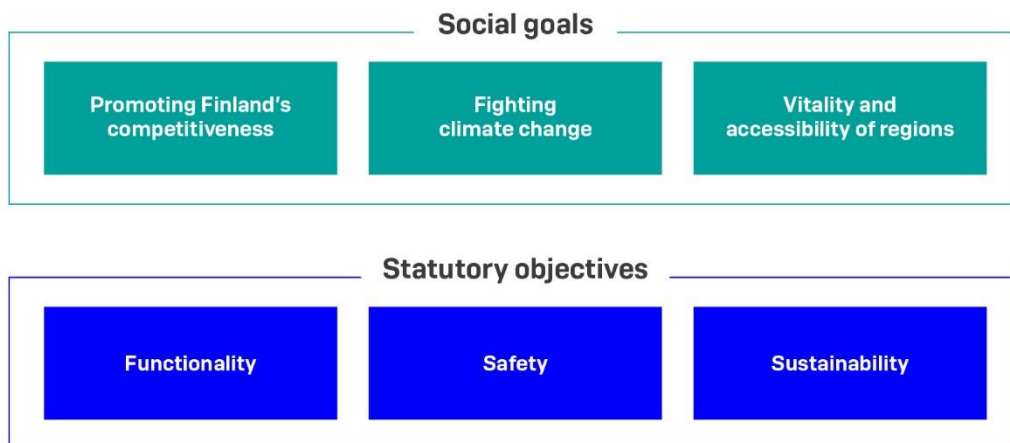 Social goals
Promoting Finland's
competitiveness
Fighting
climate change
Vitality and
accessibility of regions
Statutory objectives
Functionality
Safety
Sustainability